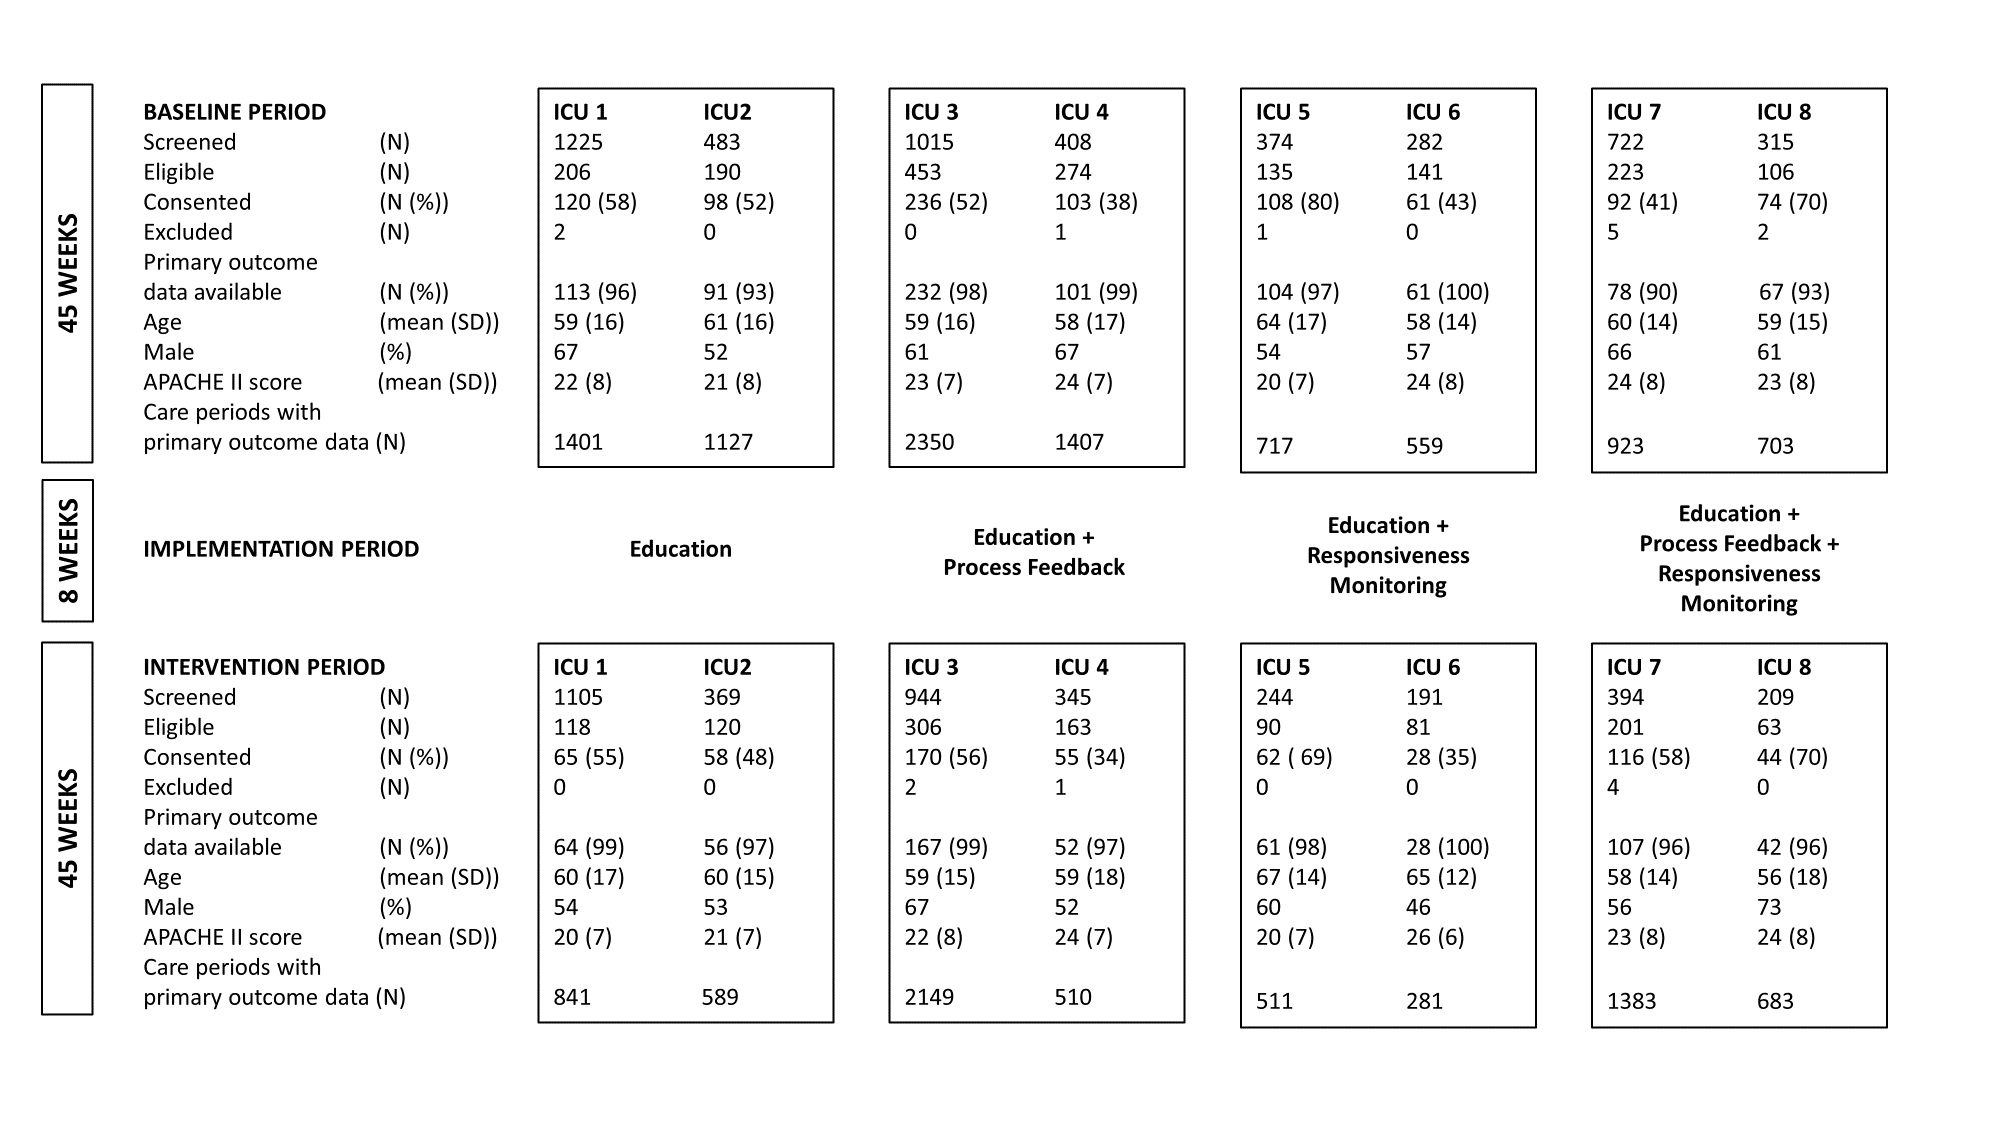 45 WEEKS
BASELINE PERIOD ICU 1 ICU2 ICU 3 ICU 4 ICU 5 ICU 6 ICU 7 ICU 8
Screened (N) 1225 483 1015 408 374 282 722 315
Eligible (N) 206 190 453 274 135 141 223 106
Consented (N (%)) 120 (58) 98 (52) 236 (52) 103 (38) 108 (80) 61 (43) 92 (41) 74 (70)
Excluded (N) 2 0 0 1 1 0 5 2
Primary outcome
data available (N (%)) 113 (96) 91 (93) 232 (98) 101 (99) 104 (97) 61 (100) 78 (90) 67 (93)
Age (mean (SD)) 59 (16) 61 (16) 59 (16) 58 (17) 64 (17) 58 (14) 60 (14) 59 (15)
Male (%) 67 52 61 67 54 57 66 61
APACHE II score (mean (SD)) 22 (8) 21 (8) 23 (7) 24 (7) 20 (7) 24 (8) 24 (8) 23 (8)
Care periods with
primary outcome data (N) 1401 1127 2350 1407 717 559 923 703
8 WEEKS
IMPLEMENTATION PERIOD
Education
Education +
Process Feedback
Education +
Responsiveness
Monitoring
Education +
Process Feedback +
Responsiveness
Monitoring
45 WEEKS
INTERVENTION PERIOD ICU 1 ICU2 ICU 3 ICU 4 ICU 5 ICU 6 ICU 7 ICU 8
Screened (N) 1105 369 944 345 244 191 394 209
Eligible (N) 118 120 306 163 90 81 201 63
Consented (N (%)) 65 (55) 58 (48) 170 (56) 55 (34) 62 ( 69) 28 (35) 116 (58) 44 (70)
Excluded (N) 0 0 2 1 0 0 4 0
Primary outcome
data available (N (%)) 64 (99) 56 (97) 167 (99) 52 (97) 61 (98) 28 (100) 107 (96) 42 (96)
Age (mean (SD)) 60 (17) 60 (15) 59 (15) 59 (18) 67 (14) 65 (12) 58 (14) 56 (18)
Male (%) 54 53 67 52 60 46 56 73
APACHE II score (mean (SD)) 20 (7) 21 (7) 22 (8) 24 (7) 20 (7) 26 (6) 23 (8) 24 (8)
Care periods with
primary outcome data (N) 841 589 2149 510 511 281 1383 683